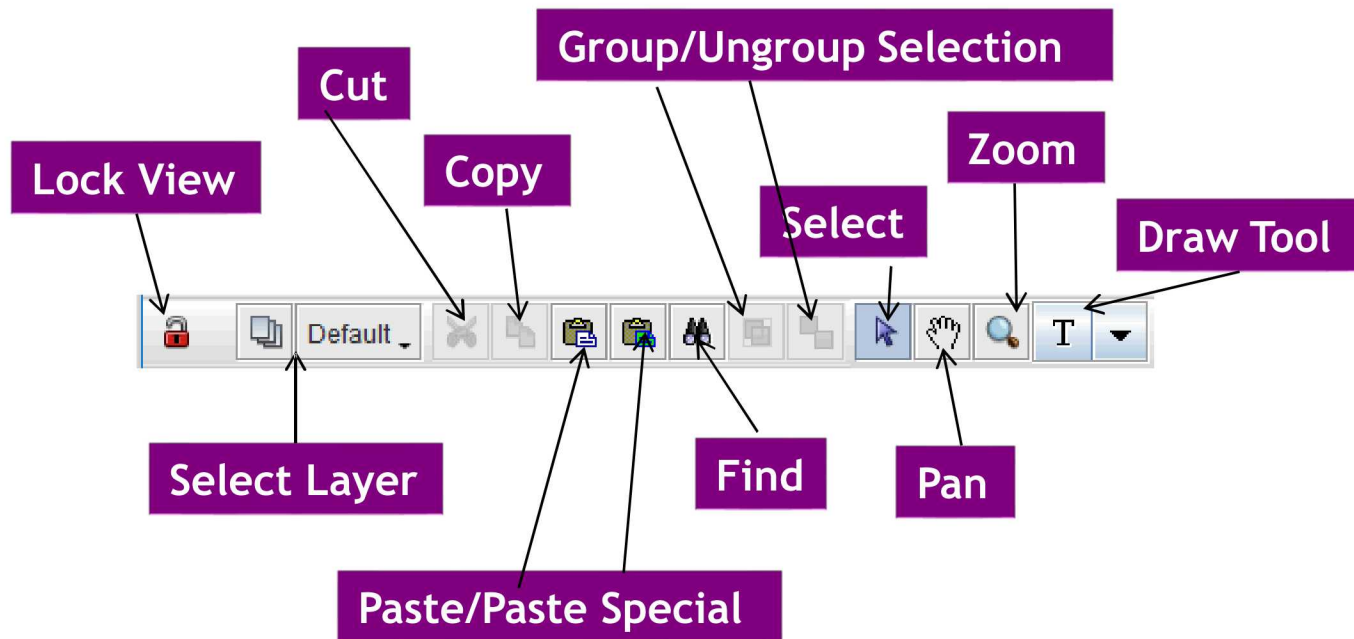 Group/Ungroup Selection
Cut
Zoom
Copy
Lock View
Select
Draw Tool
Default
T
Select Layer
Find
Pan
Paste/Paste Special